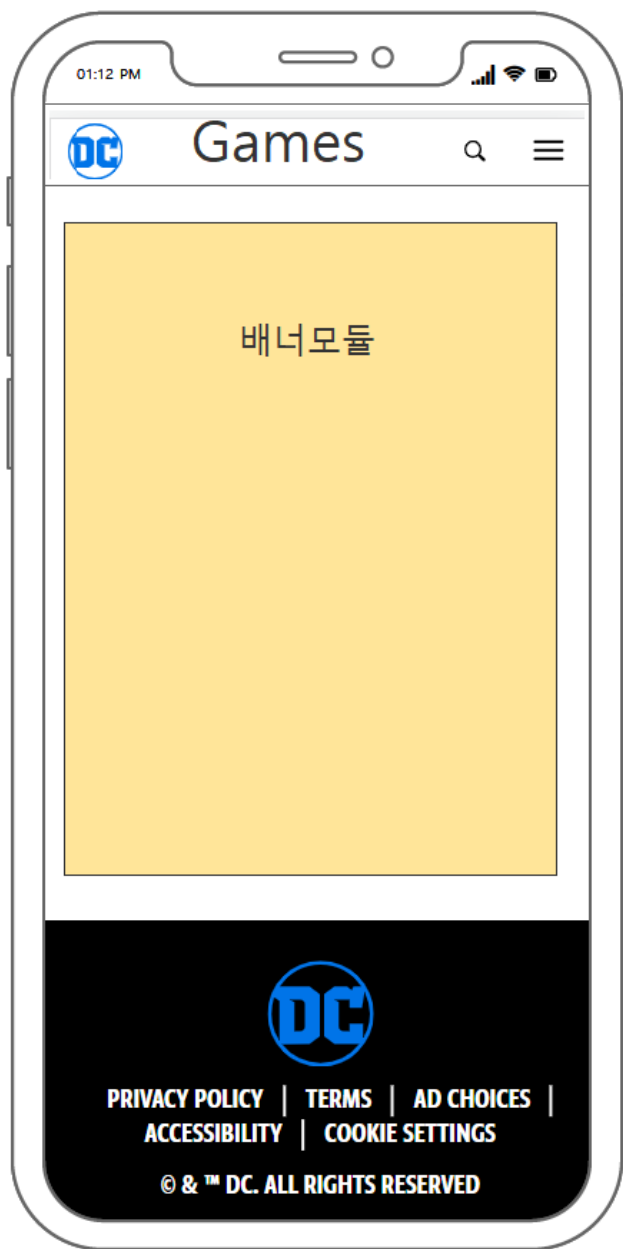 01:12 PM
DC Games
배너모듈
DC
PRIVACY POLICY | TERMS | AD CHOICES |
ACCESSIBILITY | COOKIE SETTINGS
© & ™ DC. ALL RIGHTS RESERVED